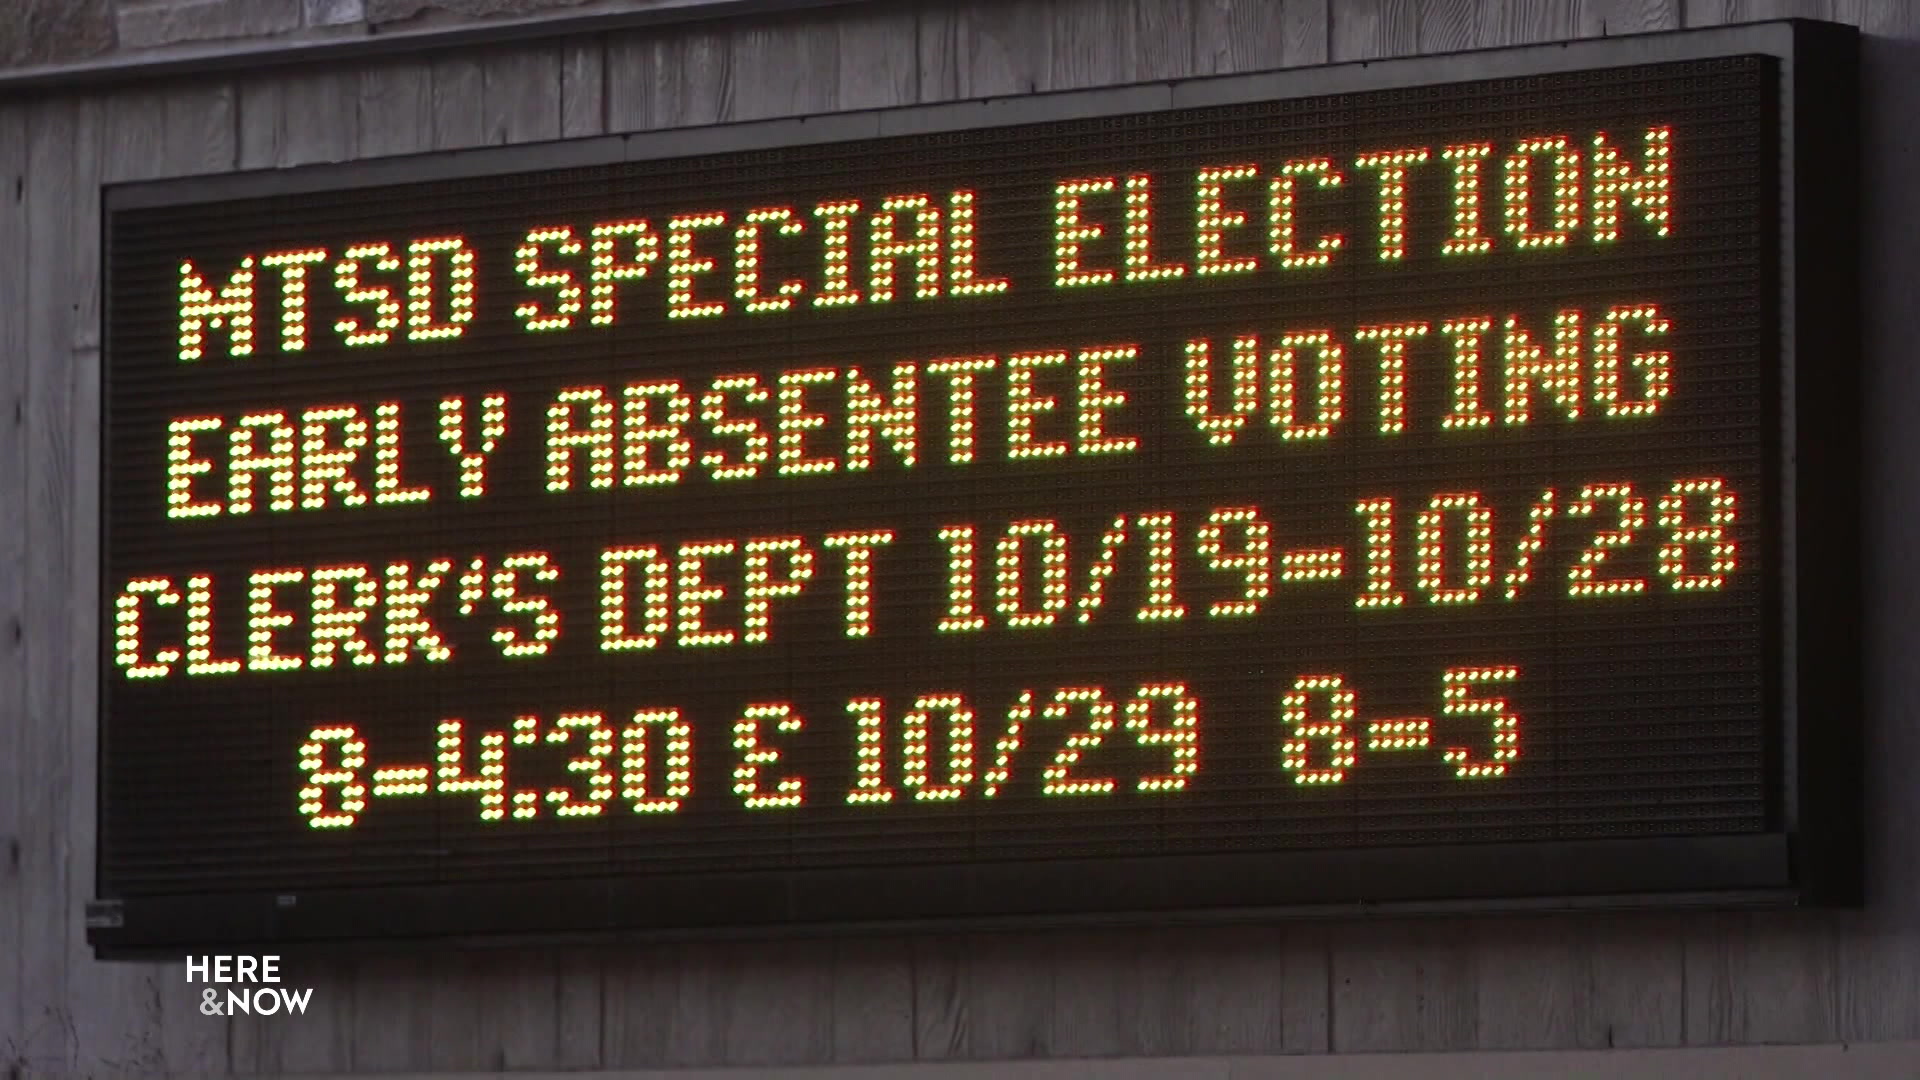 MTSD SPECIAL ELECTION
EARLY ABSENTEE VOTING
CLERK'S DEPT 10/19-10/28
8-4:30 & 10/29 8-5
HERE
&NOW